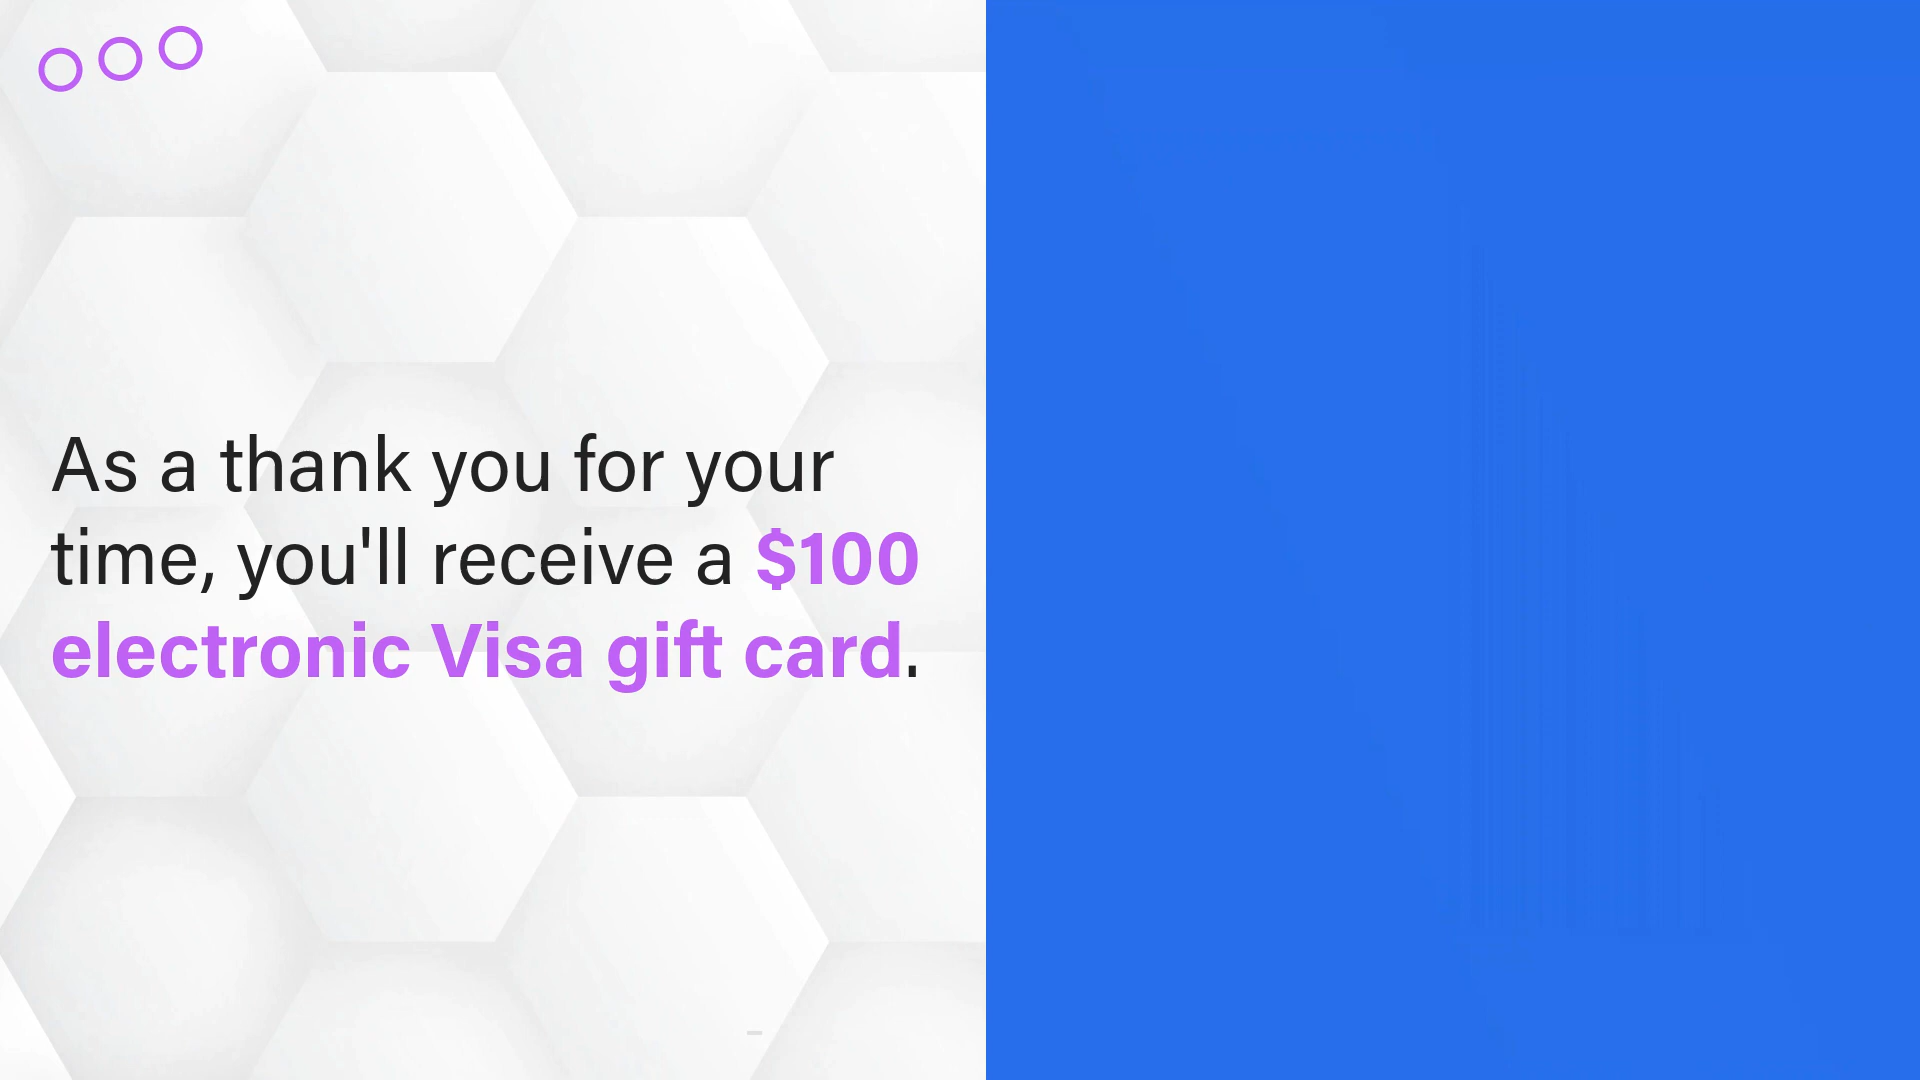 As a thank you for your
time, you'll receive a $100
electronic Visa gift card.